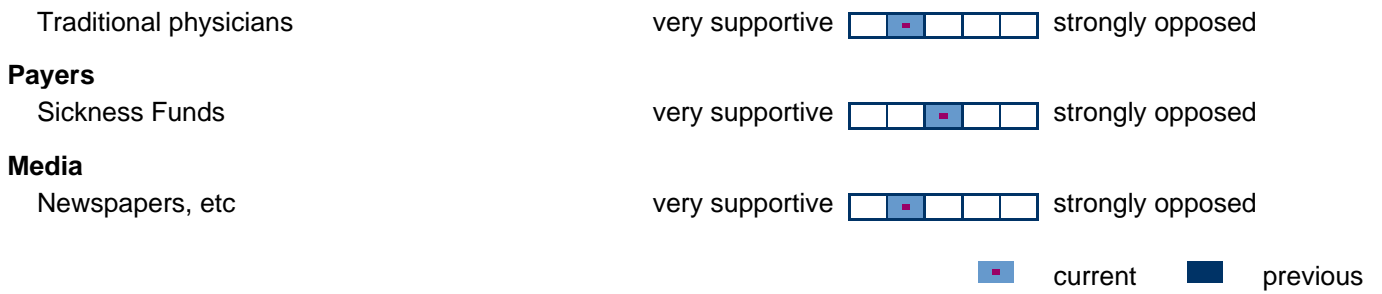 Traditional physicians very supportive strongly opposed
Payers
Sickness Funds very supportive strongly opposed
Media
Newspapers, etc very supportive strongly opposed
current previous